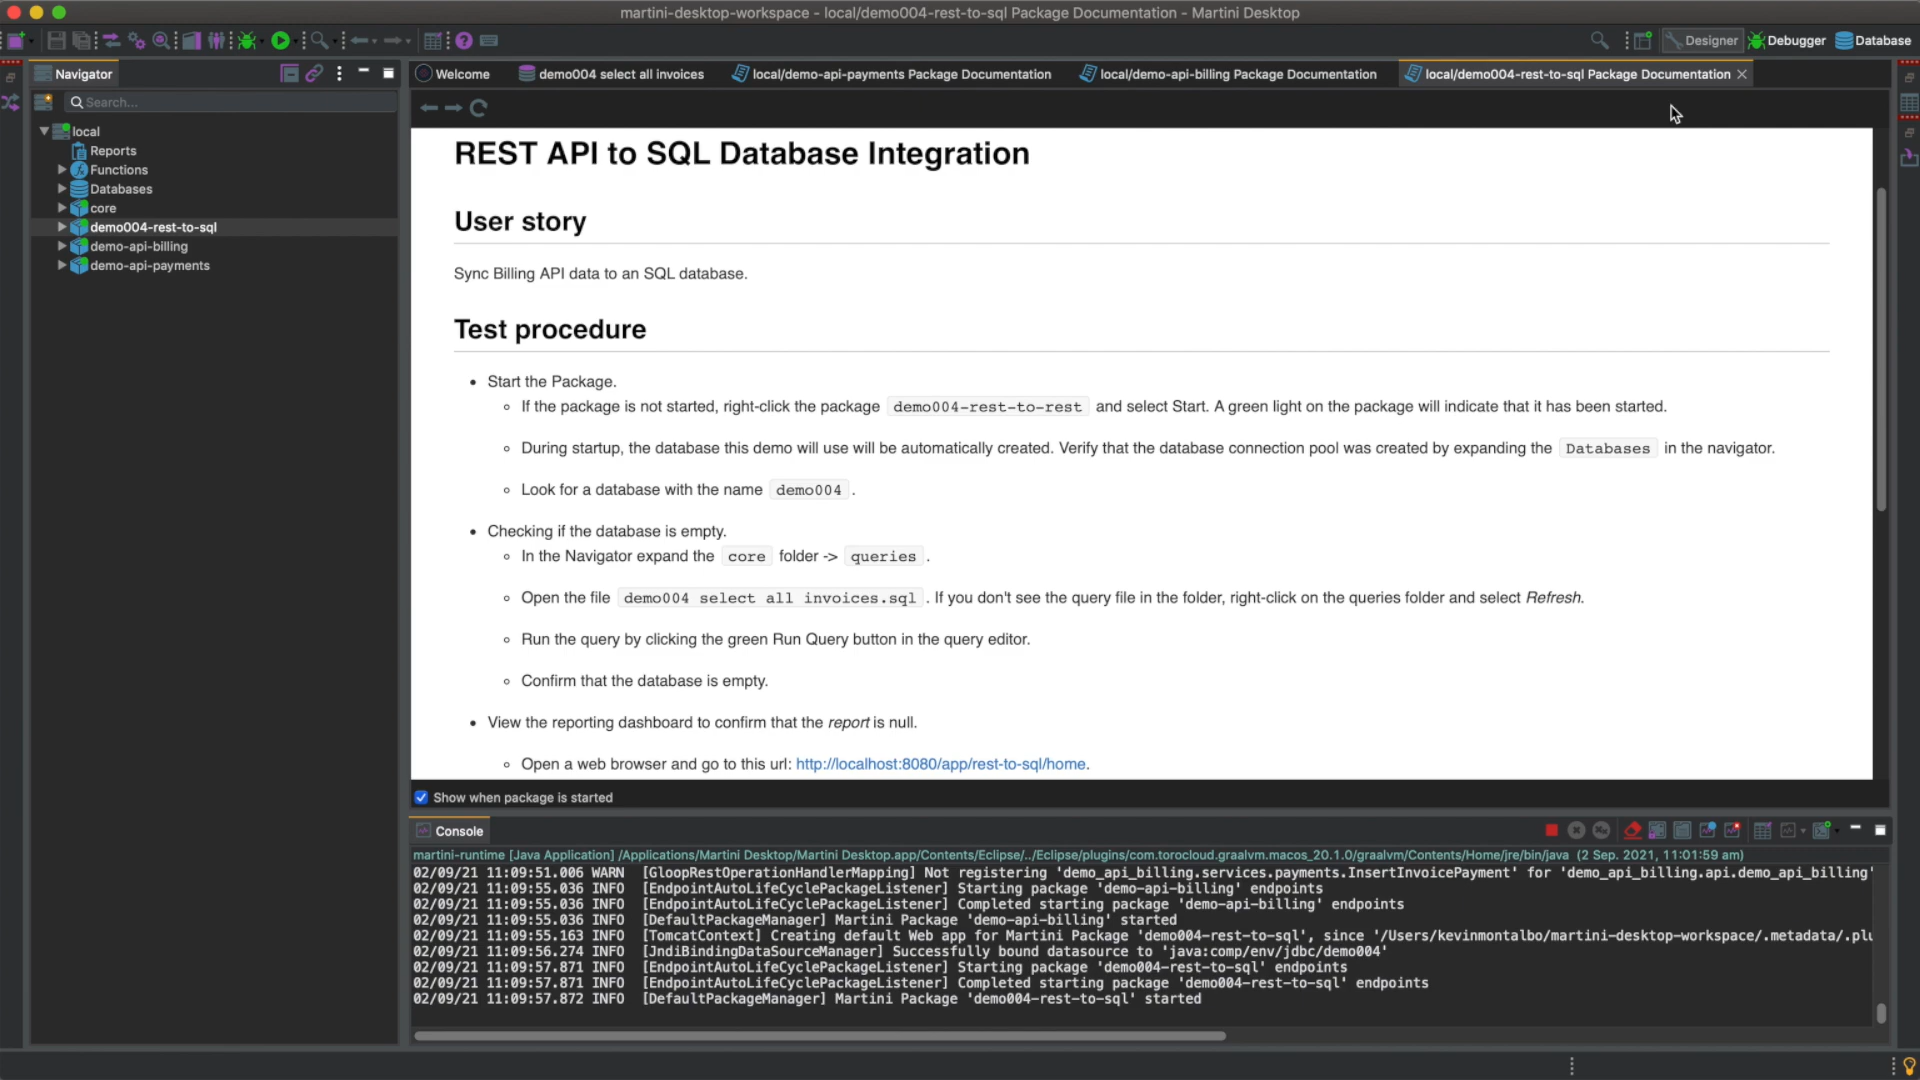 martini-desktop-workspace - local/demo004-rest-to-sql Package Documentation - Martini Desktop
Designer
Debugger
Database
Navigator
Welcome
demo004 select all invoices
local/demo-api-payments Package Documentation
local/demo-api-billing Package Documentation
local/demo004-rest-to-sql Package Documentation
Search...
local
Reports
Functions
Databases
core
demo004-rest-to-sql
demo-api-billing
demo-api-payments
REST API to SQL Database Integration
User story
Sync Billing API data to an SQL database.
Test procedure
• Start the Package.
◦ If the package is not started, right-click the package demo004-rest-to-rest and select Start. A green light on the package will indicate that it has been started.
◦ During startup, the database this demo will use will be automatically created. Verify that the database connection pool was created by expanding the Databases in the navigator.
◦ Look for a database with the name demo004 .
• Checking if the database is empty.
◦ In the Navigator expand the core folder -> queries .
◦ Open the file demo004 select all invoices.sql . If you don't see the query file in the folder, right-click on the queries folder and select Refresh.
◦ Run the query by clicking the green Run Query button in the query editor.
◦ Confirm that the database is empty.
• View the reporting dashboard to confirm that the report is null.
◦ Open a web browser and go to this url: http://localhost:8080/app/rest-to-sql/home.
Show when package is started
Console
martini-runtime [Java Application] /Applications/Martini Desktop/Martini Desktop.app/Contents/Eclipse/../Eclipse/plugins/com.torocloud.graalvm.macos_20.1.0/graalvm/Contents/Home/jre/bin/java (2 Sep. 2021, 11:01:59 am)
02/09/21 11:09:51.006 WARN [GloopRestOperationHandlerMapping] Not registering 'demo_api_billing.services.payments.InsertInvoicePayment' for 'demo_api_billing.api.demo_api_billing'
02/09/21 11:09:55.036 INFO [EndpointAutoLifeCyclePackageListener] Starting package 'demo-api-billing' endpoints
02/09/21 11:09:55.036 INFO [EndpointAutoLifeCyclePackageListener] Completed starting package 'demo-api-billing' endpoints
02/09/21 11:09:55.036 INFO [DefaultPackageManager] Martini Package 'demo-api-billing' started
02/09/21 11:09:55.163 INFO [TomcatContext] Creating default Web app for Martini Package 'demo004-rest-to-sql', since '/Users/kevinmontalbo/martini-desktop-workspace/.metadata/.plu
02/09/21 11:09:56.274 INFO [JndiBindingDataSourceManager] Successfully bound datasource to 'java:comp/env/jdbc/demo004'
02/09/21 11:09:57.871 INFO [EndpointAutoLifeCyclePackageListener] Starting package 'demo004-rest-to-sql' endpoints
02/09/21 11:09:57.871 INFO [EndpointAutoLifeCyclePackageListener] Completed starting package 'demo004-rest-to-sql' endpoints
02/09/21 11:09:57.872 INFO [DefaultPackageManager] Martini Package 'demo004-rest-to-sql' started